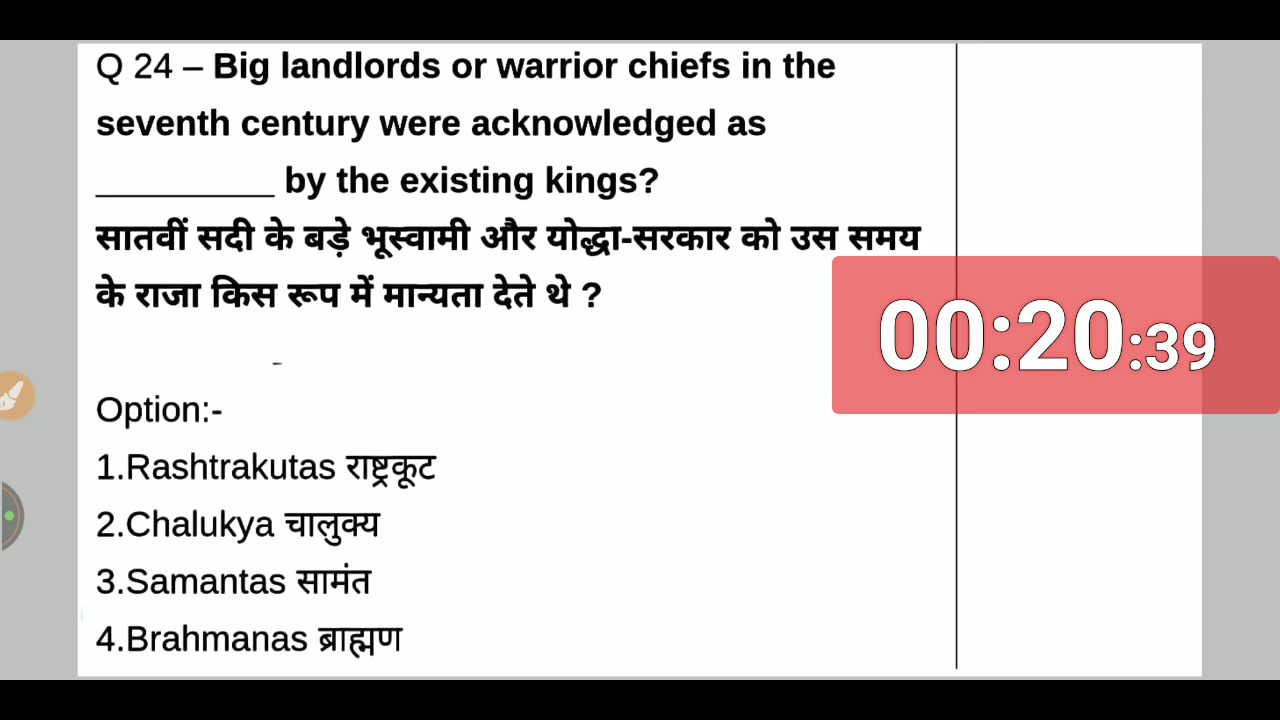 Q 24 – Big landlords or warrior chiefs in the
seventh century were acknowledged as
__________ by the existing kings?
सातवीं सदी के बड़े भूस्वामी और योद्धा-सरकार को उस समय
के राजा किस रूप में मान्यता देते थे ?
00:20:39
Option:-
1.Rashtrakutas राष्ट्रकूट
2.Chalukya चालुक्य
3.Samantas सामंत
4.Brahmanas ब्राह्मण